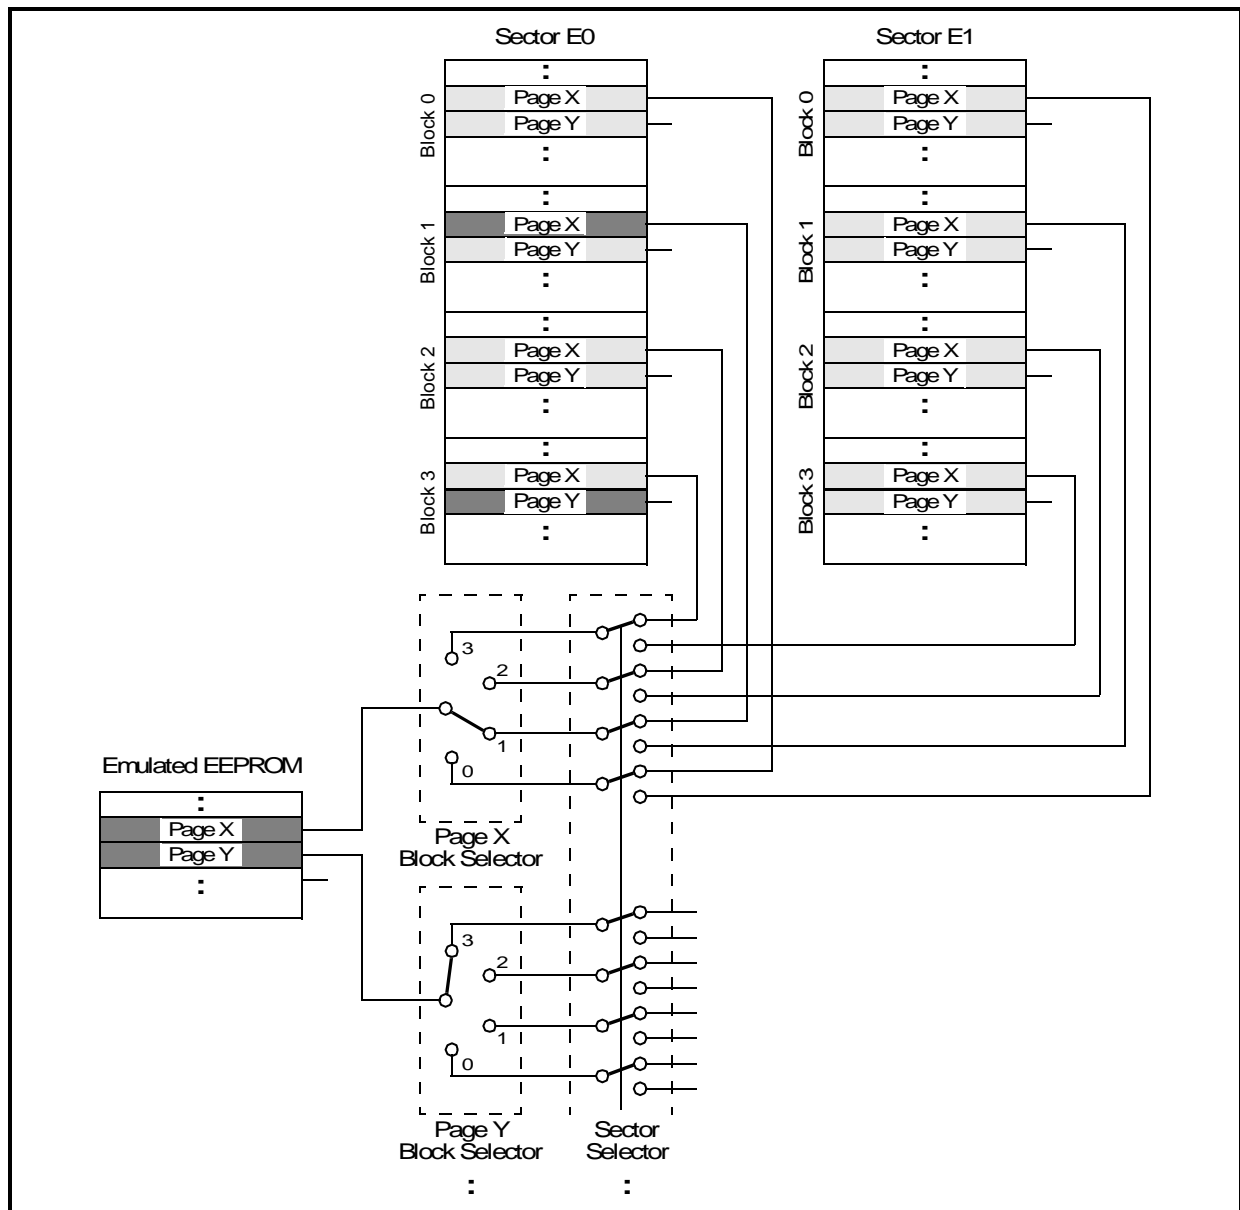 Sector E0
Sector E1
:
Block 0
Page X
Page Y
:
:
Block 1
Page X
Page Y
:
:
Block 2
Page X
Page Y
:
:
Block 3
Page X
Page Y
:
:
Block 0
Page X
Page Y
:
:
Block 1
Page X
Page Y
:
:
Block 2
Page X
Page Y
:
:
Block 3
Page X
Page Y
:
3
2
1
0
Page X
Block Selector
Emulated EEPROM
:
Page X
Page Y
:
3
2
1
0
Page Y
Block Selector
:
Sector
Selector
: